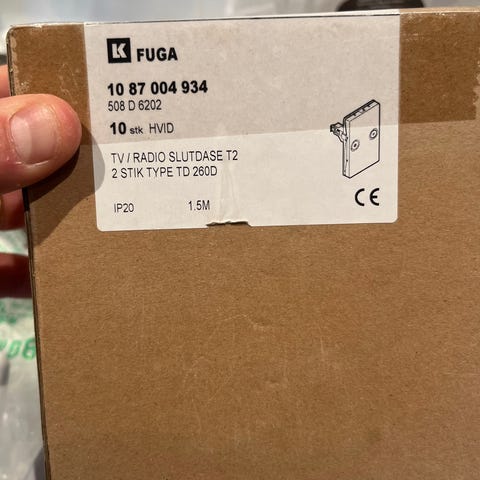 LK FUGA
10 87 004 934
508 D 6202
10 stk HVID
TV / RADIO SLUTDASE T2
2 STIK TYPE TD 260D
IP20 1.5M
CE